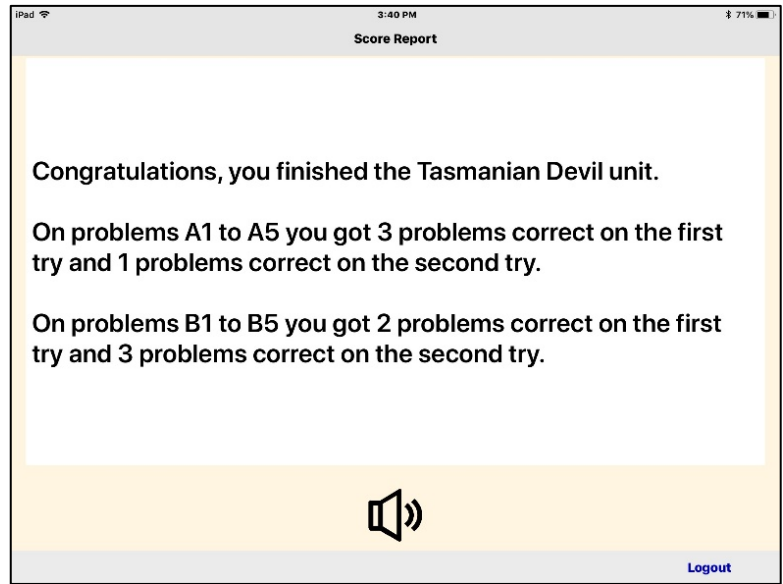 iPad 3:40 PM 71%
Score Report
Congratulations, you finished the Tasmanian Devil unit.
On problems A1 to A5 you got 3 problems correct on the first
try and 1 problems correct on the second try.
On problems B1 to B5 you got 2 problems correct on the first
try and 3 problems correct on the second try.
Logout